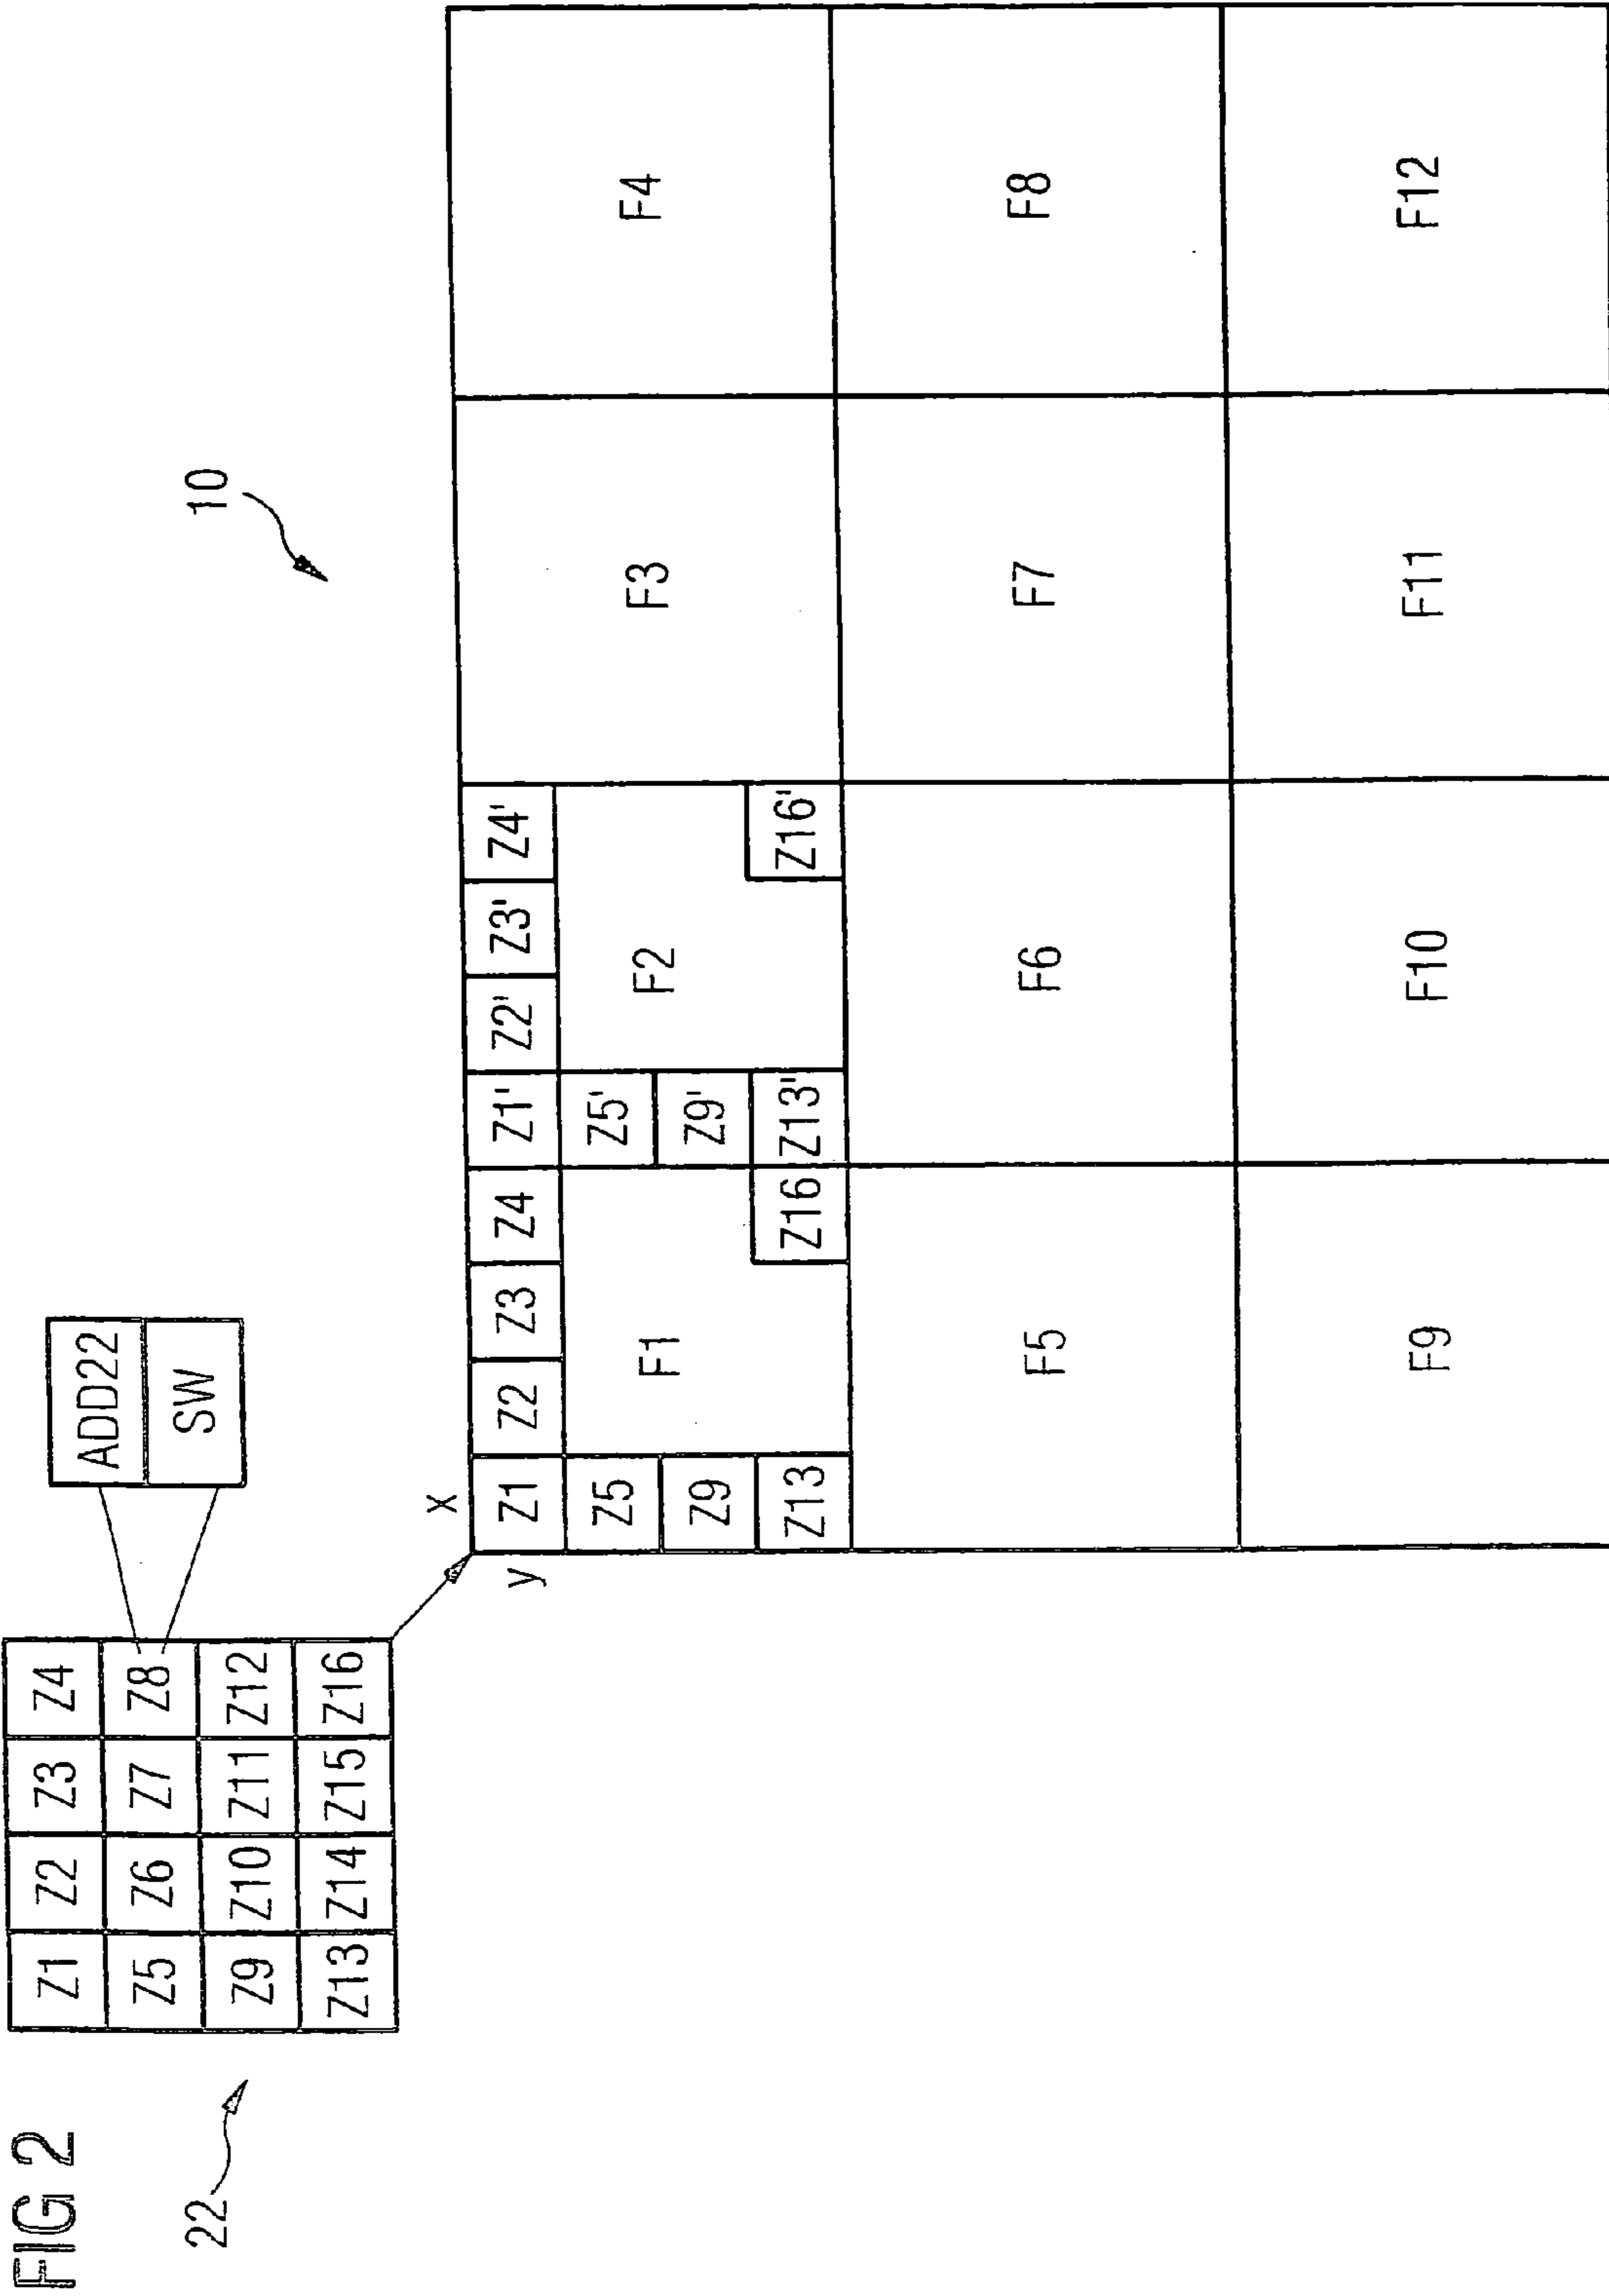 FIG 2
22
Z1 Z2 Z3 Z4
Z5 Z6 Z7 Z8
Z9 Z10 Z11 Z12
Z13 Z14 Z15 Z16
ADD22
SW
10
x
y
Z1 Z2 Z3 Z4 Z1' Z2' Z3' Z4'
Z5 Z5'
Z9 Z9'
Z13 Z16 Z13' Z16'
F1 F2 F3 F4
F5 F6 F7 F8
F9 F10 F11 F12